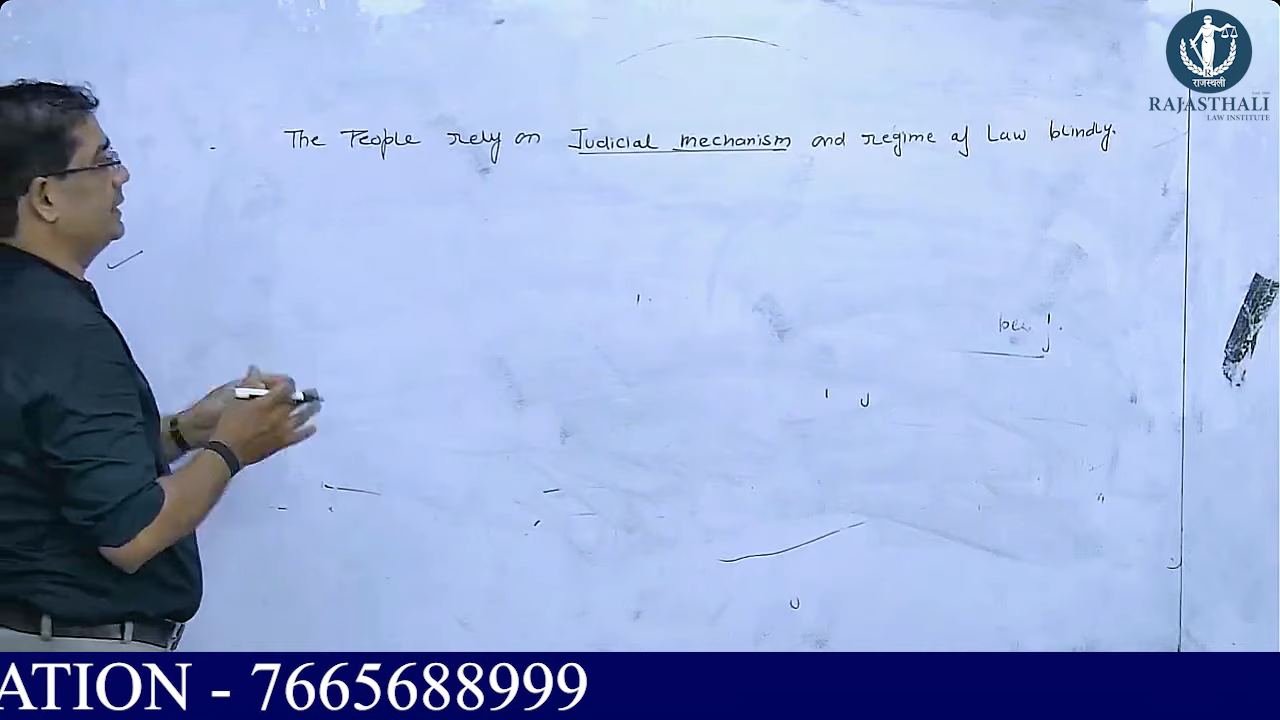 राजस्थली
RAJASTHALI
LAW INSTITUTE
The People rely on Judicial mechanism and regime of Law blindly.
ATION - 7665688999